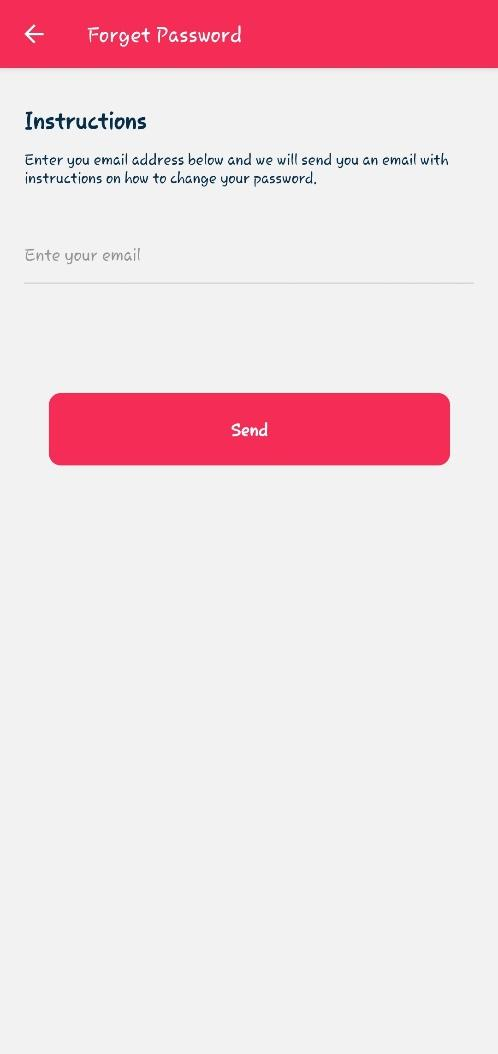 Forget Password
Instructions
Enter you email address below and we will send you an email with
instructions on how to change your password.
Ente your email
Send